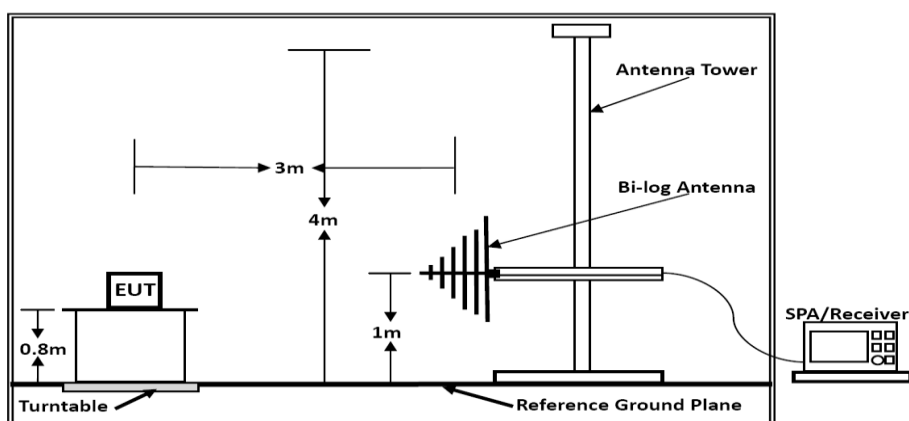 Antenna Tower
3m
Bi-log Antenna
4m
EUT
1m
SPA/Receiver
0.8m
Turntable
Reference Ground Plane